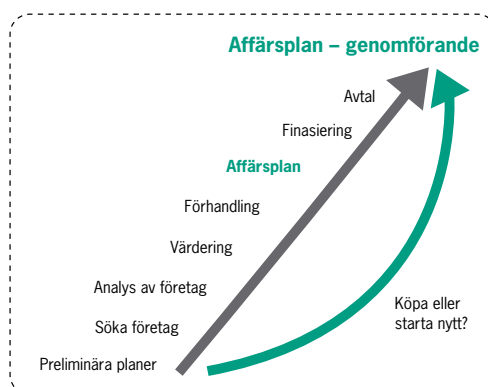 Affärsplan – genomförande
Avtal
Finasiering
Affärsplan
Förhandling
Värdering
Analys av företag
Söka företag
Preliminära planer
Köpa eller
starta nytt?